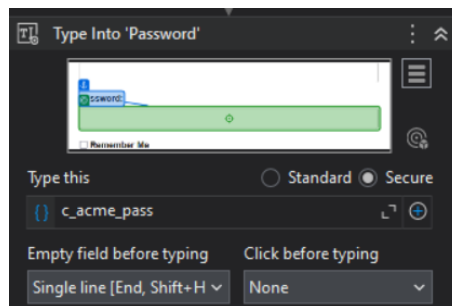 Type Into 'Password'
ssword:
Remember Me
Type this
Standard
Secure
{} c_acme_pass
Empty field before typing
Click before typing
Single line [End, Shift+H
None